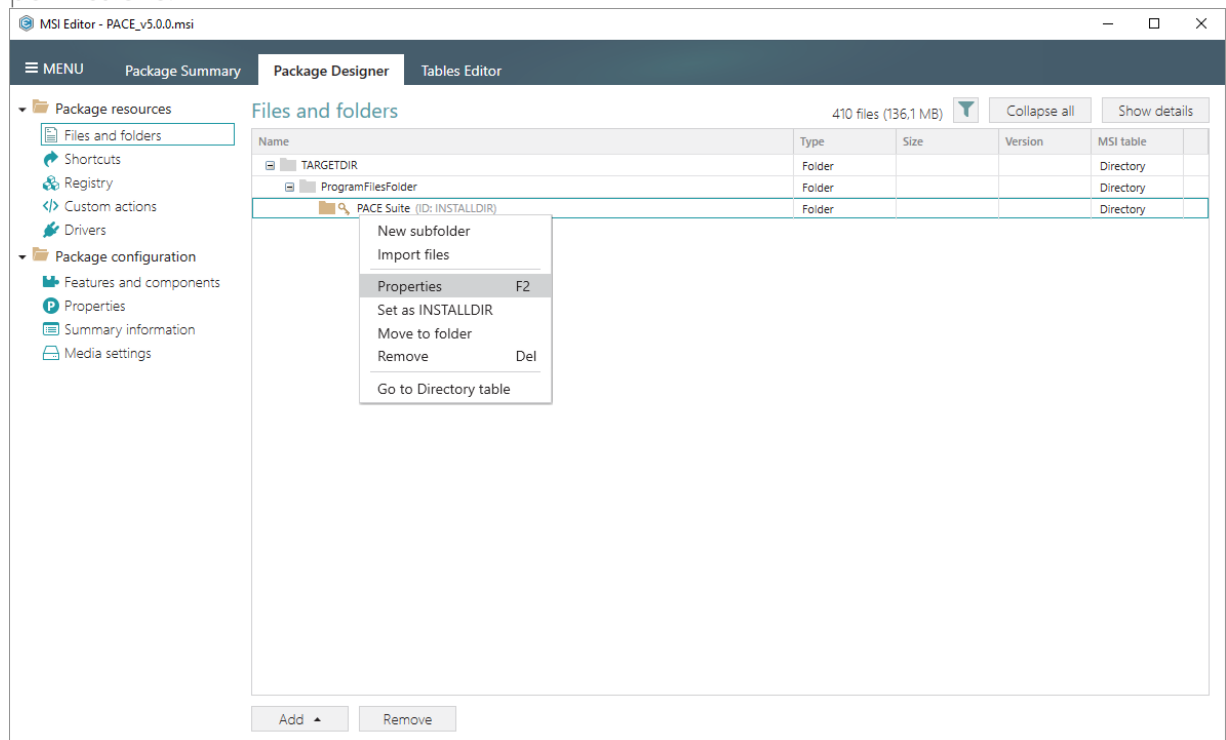 MSI Editor - PACE_v5.0.0.msi
MENU Package Summary Package Designer Tables Editor
Package resources
Files and folders
Shortcuts
Registry
Custom actions
Drivers
Package configuration
Features and components
Properties
Summary information
Media settings
Files and folders
410 files (136,1 MB) Collapse all Show details
Name Type Size Version MSI table
TARGETDIR Folder Directory
ProgramFilesFolder Folder Directory
PACE Suite (ID: INSTALLDIR) Folder Directory
New subfolder
Import files
Properties F2
Set as INSTALLDIR
Move to folder
Remove Del
Go to Directory table
Add Remove